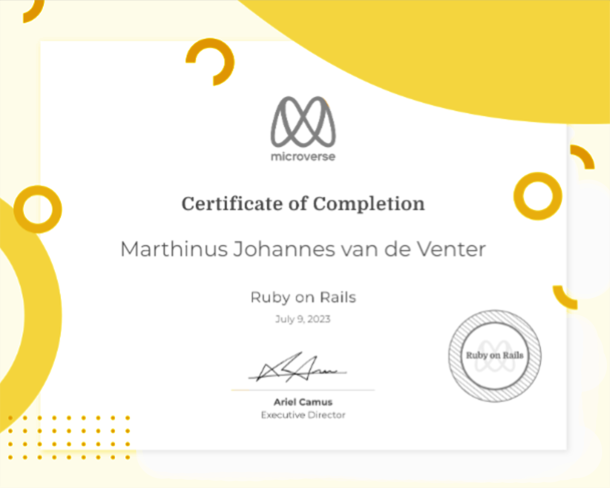 microverse
Certificate of Completion
Marthinus Johannes van de Venter
Ruby on Rails
July 9, 2023
Ruby on Rails
Ariel Camus
Executive Director